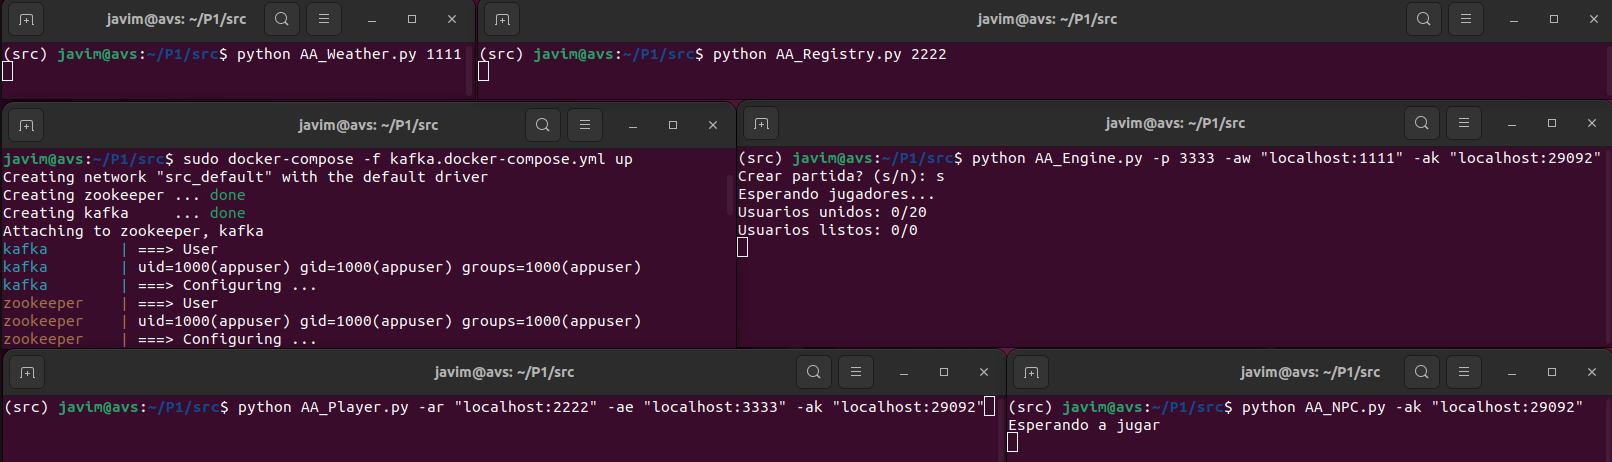 javim@avs: ~/P1/src
(src) javim@avs:~/P1/src$ python AA_Weather.py 1111
javim@avs: ~/P1/src
(src) javim@avs:~/P1/src$ python AA_Registry.py 2222
javim@avs: ~/P1/src
javim@avs:~/P1/src$ sudo docker-compose -f kafka.docker-compose.yml up
Creating network "src_default" with the default driver
Creating zookeeper ... done
Creating kafka     ... done
Attaching to zookeeper, kafka
kafka        | ===> User
kafka        | uid=1000(appuser) gid=1000(appuser) groups=1000(appuser)
kafka        | ===> Configuring ...
zookeeper    | ===> User
zookeeper    | uid=1000(appuser) gid=1000(appuser) groups=1000(appuser)
zookeeper    | ===> Configuring ...
javim@avs: ~/P1/src
(src) javim@avs:~/P1/src$ python AA_Engine.py -p 3333 -aw "localhost:1111" -ak "localhost:29092"
Crear partida? (s/n): s
Esperando jugadores...
Usuarios unidos: 0/20
Usuarios listos: 0/0
javim@avs: ~/P1/src
(src) javim@avs:~/P1/src$ python AA_Player.py -ar "localhost:2222" -ae "localhost:3333" -ak "localhost:29092"
javim@avs: ~/P1/src
(src) javim@avs:~/P1/src$ python AA_NPC.py -ak "localhost:29092"
Esperando a jugar